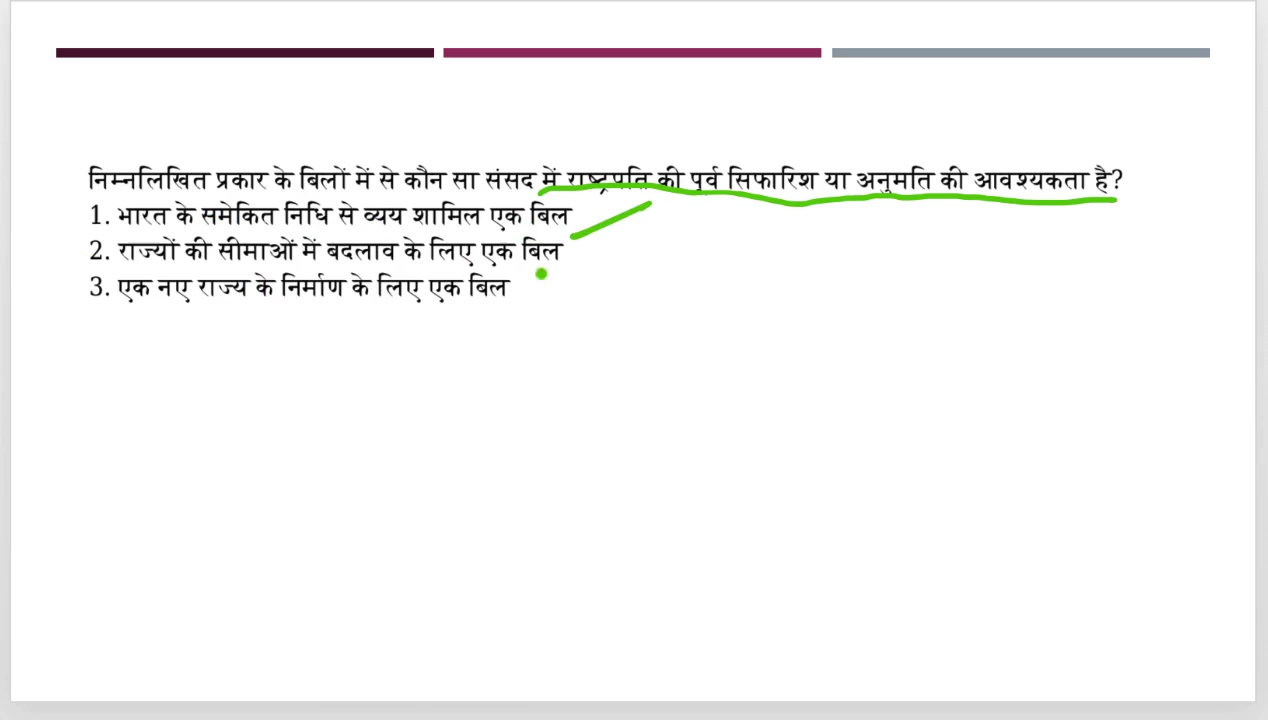 निम्नलिखित प्रकार के बिलों में से कौन सा संसद में राष्ट्रपति की पूर्व सिफारिश या अनुमति की आवश्यकता है?
1. भारत के समेकित निधि से व्यय शामिल एक बिल
2. राज्यों की सीमाओं में बदलाव के लिए एक बिल
3. एक नए राज्य के निर्माण के लिए एक बिल